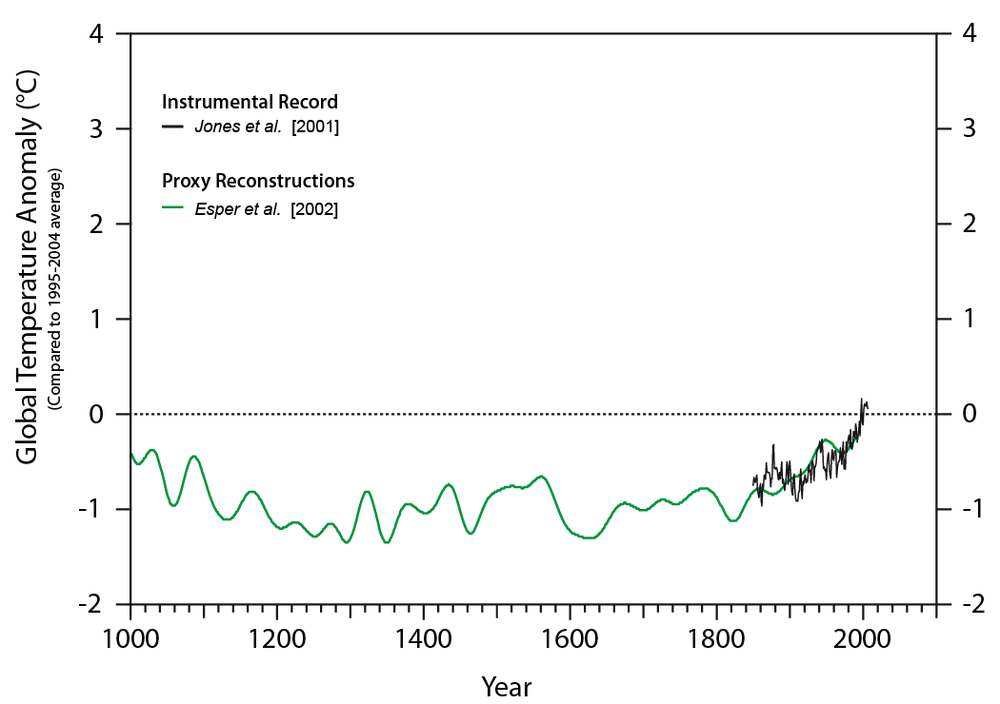 Global Temperature Anomaly (°C)
(Compared to 1995-2004 average)
4
3
2
1
0
-1
-2
Instrumental Record
Jones et al. [2001]
Proxy Reconstructions
Esper et al. [2002]
4
3
2
1
0
-1
-2
1000 1200 1400 1600 1800 2000
Year